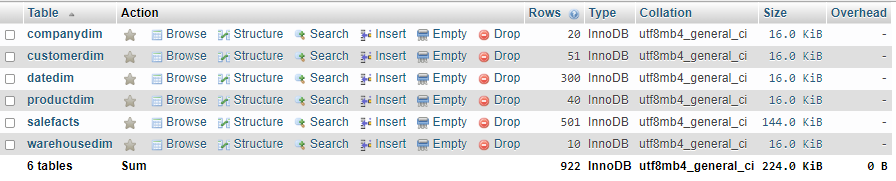 Table Action Rows Type Collation Size Overhead
companydim Browse Structure Search Insert Empty Drop 20 InnoDB utf8mb4_general_ci 16.0 KiB -
customerdim Browse Structure Search Insert Empty Drop 51 InnoDB utf8mb4_general_ci 16.0 KiB -
datedim Browse Structure Search Insert Empty Drop 300 InnoDB utf8mb4_general_ci 16.0 KiB -
productdim Browse Structure Search Insert Empty Drop 40 InnoDB utf8mb4_general_ci 16.0 KiB -
salefacts Browse Structure Search Insert Empty Drop 501 InnoDB utf8mb4_general_ci 144.0 KiB -
warehousedim Browse Structure Search Insert Empty Drop 10 InnoDB utf8mb4_general_ci 16.0 KiB -
6 tables Sum 922 InnoDB utf8mb4_general_ci 224.0 KiB 0 B